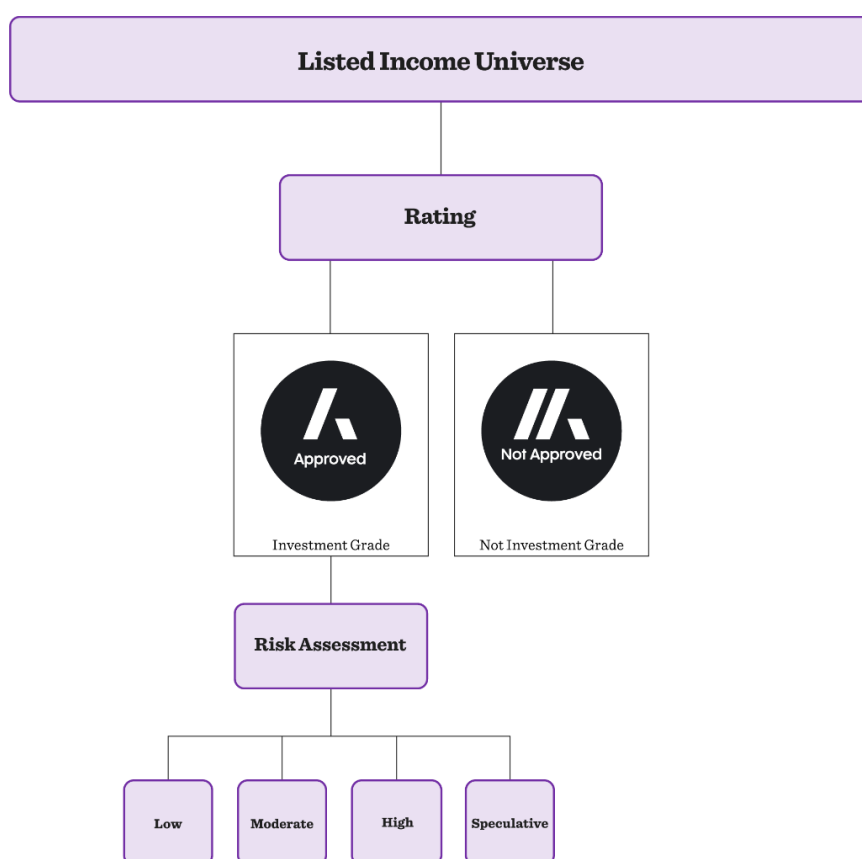 Listed Income Universe
Rating
Approved
Not Approved
Investment Grade
Not Investment Grade
Risk Assessment
Low
Moderate
High
Speculative